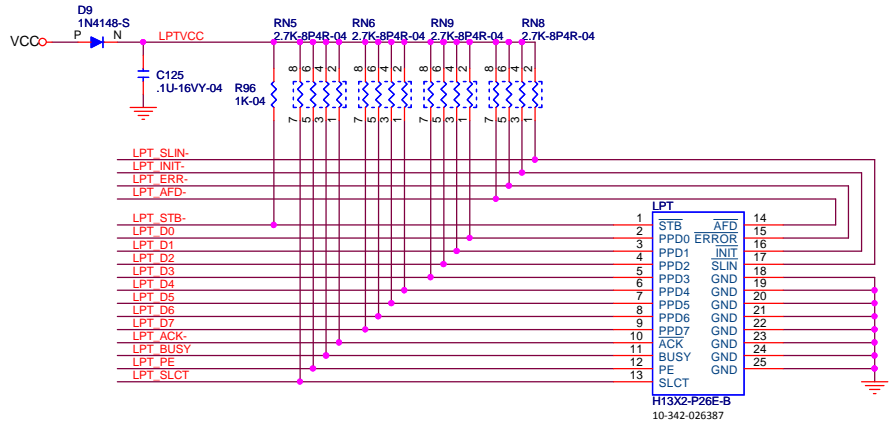 D9
1N4148-S
VCC
P
N
LPTVCC
C125
.1U-16VY-04
R96
1K-04
RN5
2.7K-8P4R-04
RN6
2.7K-8P4R-04
RN9
2.7K-8P4R-04
RN8
2.7K-8P4R-04
8 6 4 2
8 6 4 2
8 6 4 2
8 6 4 2
7 5 3 1
7 5 3 1
7 5 3 1
7 5 3 1
LPT_SLIN-
LPT_INIT-
LPT_ERR-
LPT_AFD-
LPT_STB-
LPT_D0
LPT_D1
LPT_D2
LPT_D3
LPT_D4
LPT_D5
LPT_D6
LPT_D7
LPT_ACK-
LPT_BUSY
LPT_PE
LPT_SLCT
LPT
1 STB AFD 14
2 PPD0 ERROR 15
3 PPD1 INIT 16
4 PPD2 SLIN 17
5 PPD3 GND 18
6 PPD4 GND 19
7 PPD5 GND 20
8 PPD6 GND 21
9 PPD7 GND 22
10 ACK GND 23
11 BUSY GND 24
12 PE GND 25
13 SLCT
H13X2-P26E-B
10-342-026387